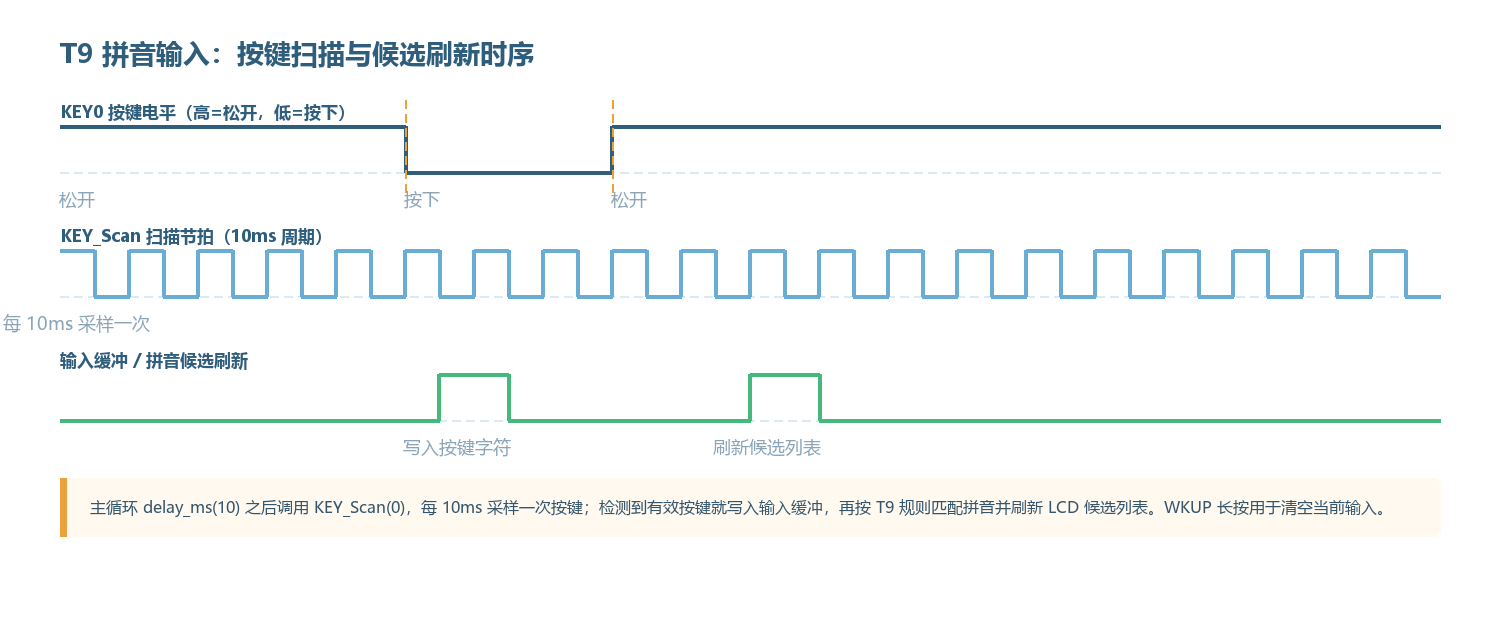 T9 拼音输入：按键扫描与候选刷新时序
KEY0 按键电平（高=松开，低=按下）
松开
按下
松开
KEY_Scan 扫描节拍（10ms 周期）
每 10ms 采样一次
输入缓冲 / 拼音候选刷新
写入按键字符
刷新候选列表
主循环 delay_ms(10) 之后调用 KEY_Scan(0)，每 10ms 采样一次按键；检测到有效按键就写入输入缓冲，再按 T9 规则匹配拼音并刷新 LCD 候选列表。WKUP 长按用于清空当前输入。